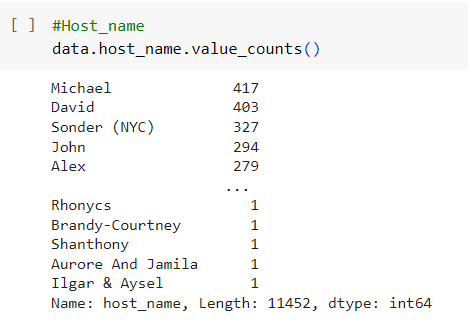 [ ] #Host_name
data.host_name.value_counts()
Michael 417
David 403
Sonder (NYC) 327
John 294
Alex 279
...
Rhonycs 1
Brandy-Courtney 1
Shanthony 1
Aurore And Jamila 1
Ilgar & Aysel 1
Name: host_name, Length: 11452, dtype: int64